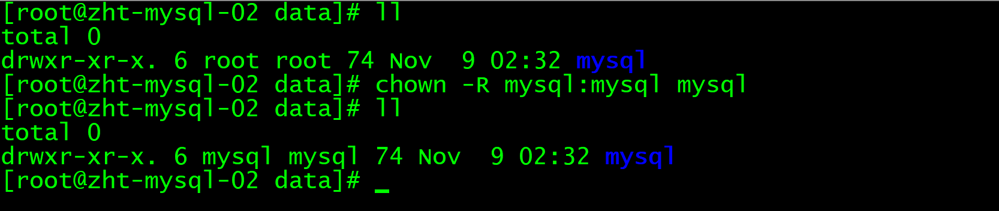 [root@zht-mysql-02 data]# ll
total 0
drwxr-xr-x. 6 root root 74 Nov  9 02:32 mysql
[root@zht-mysql-02 data]# chown -R mysql:mysql mysql
[root@zht-mysql-02 data]# ll
total 0
drwxr-xr-x. 6 mysql mysql 74 Nov  9 02:32 mysql
[root@zht-mysql-02 data]#